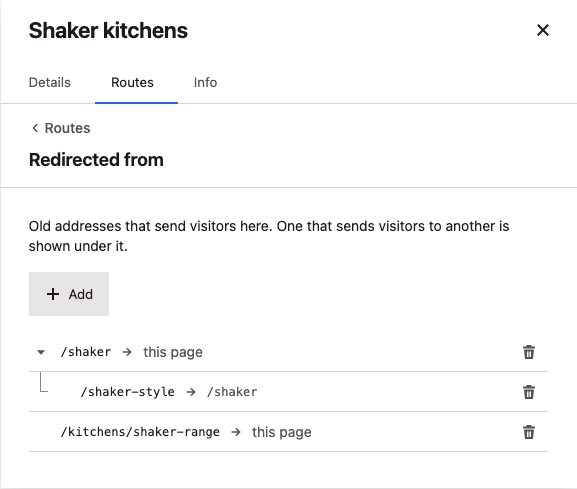 Shaker kitchens
Details Routes Info
Routes
Redirected from
Old addresses that send visitors here. One that sends visitors to another is
shown under it.
+ Add
/shaker → this page
/shaker-style → /shaker
/kitchens/shaker-range → this page